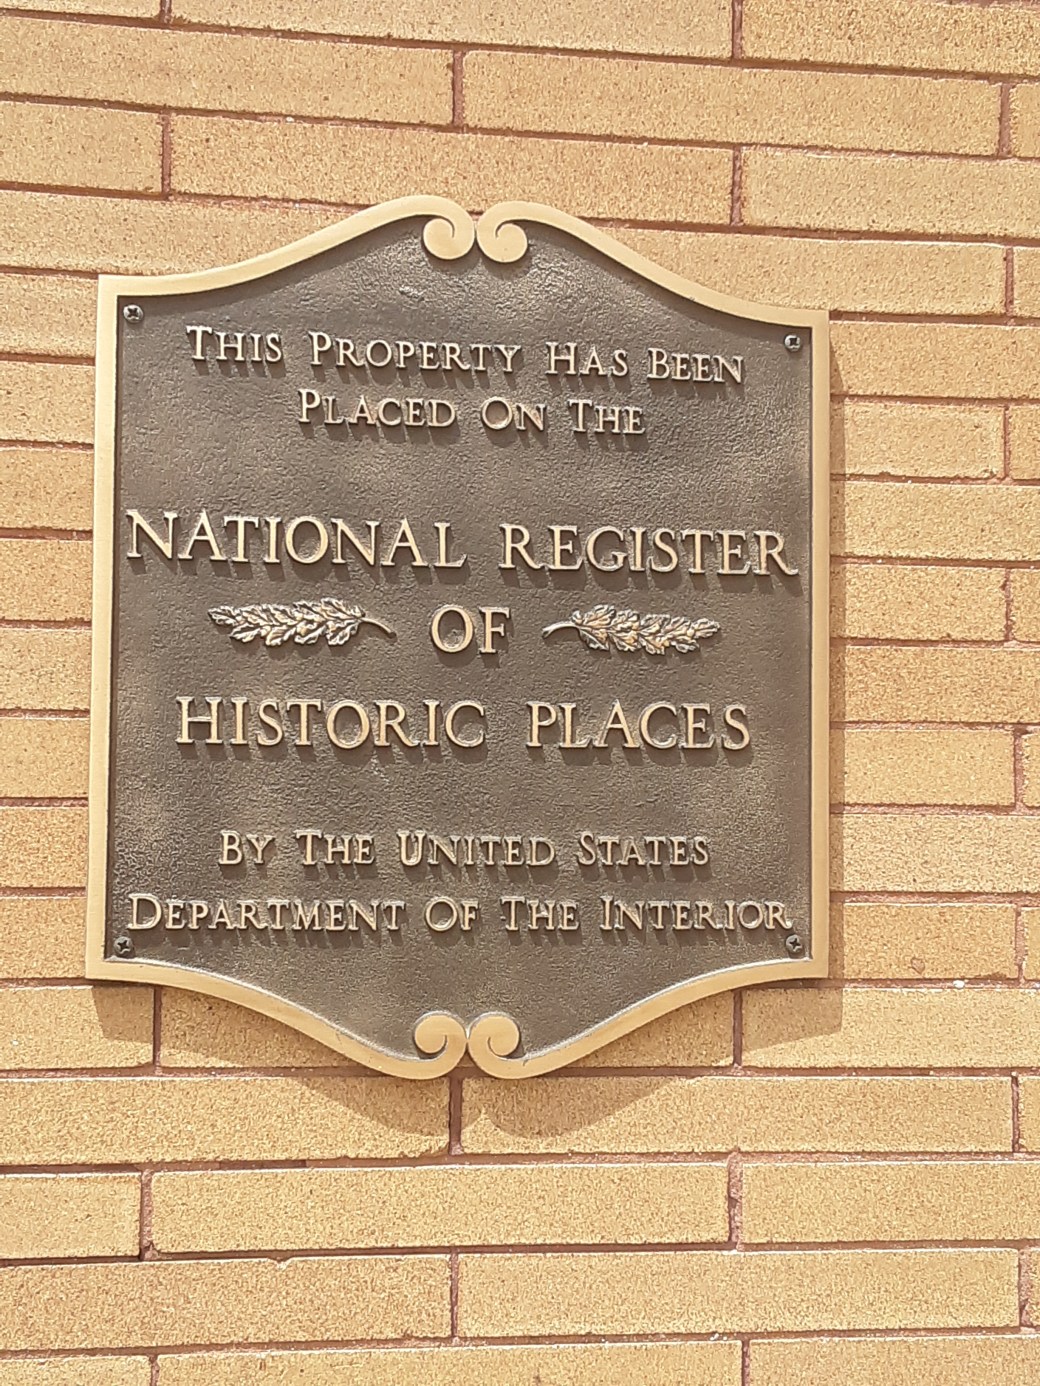 This Property Has Been
Placed On The
National Register
of
Historic Places
By The United States
Department Of The Interior